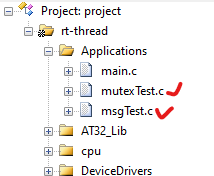 Project: project
rt-thread
Applications
main.c
mutexTest.c
msgTest.c
AT32_Lib
cpu
DeviceDrivers